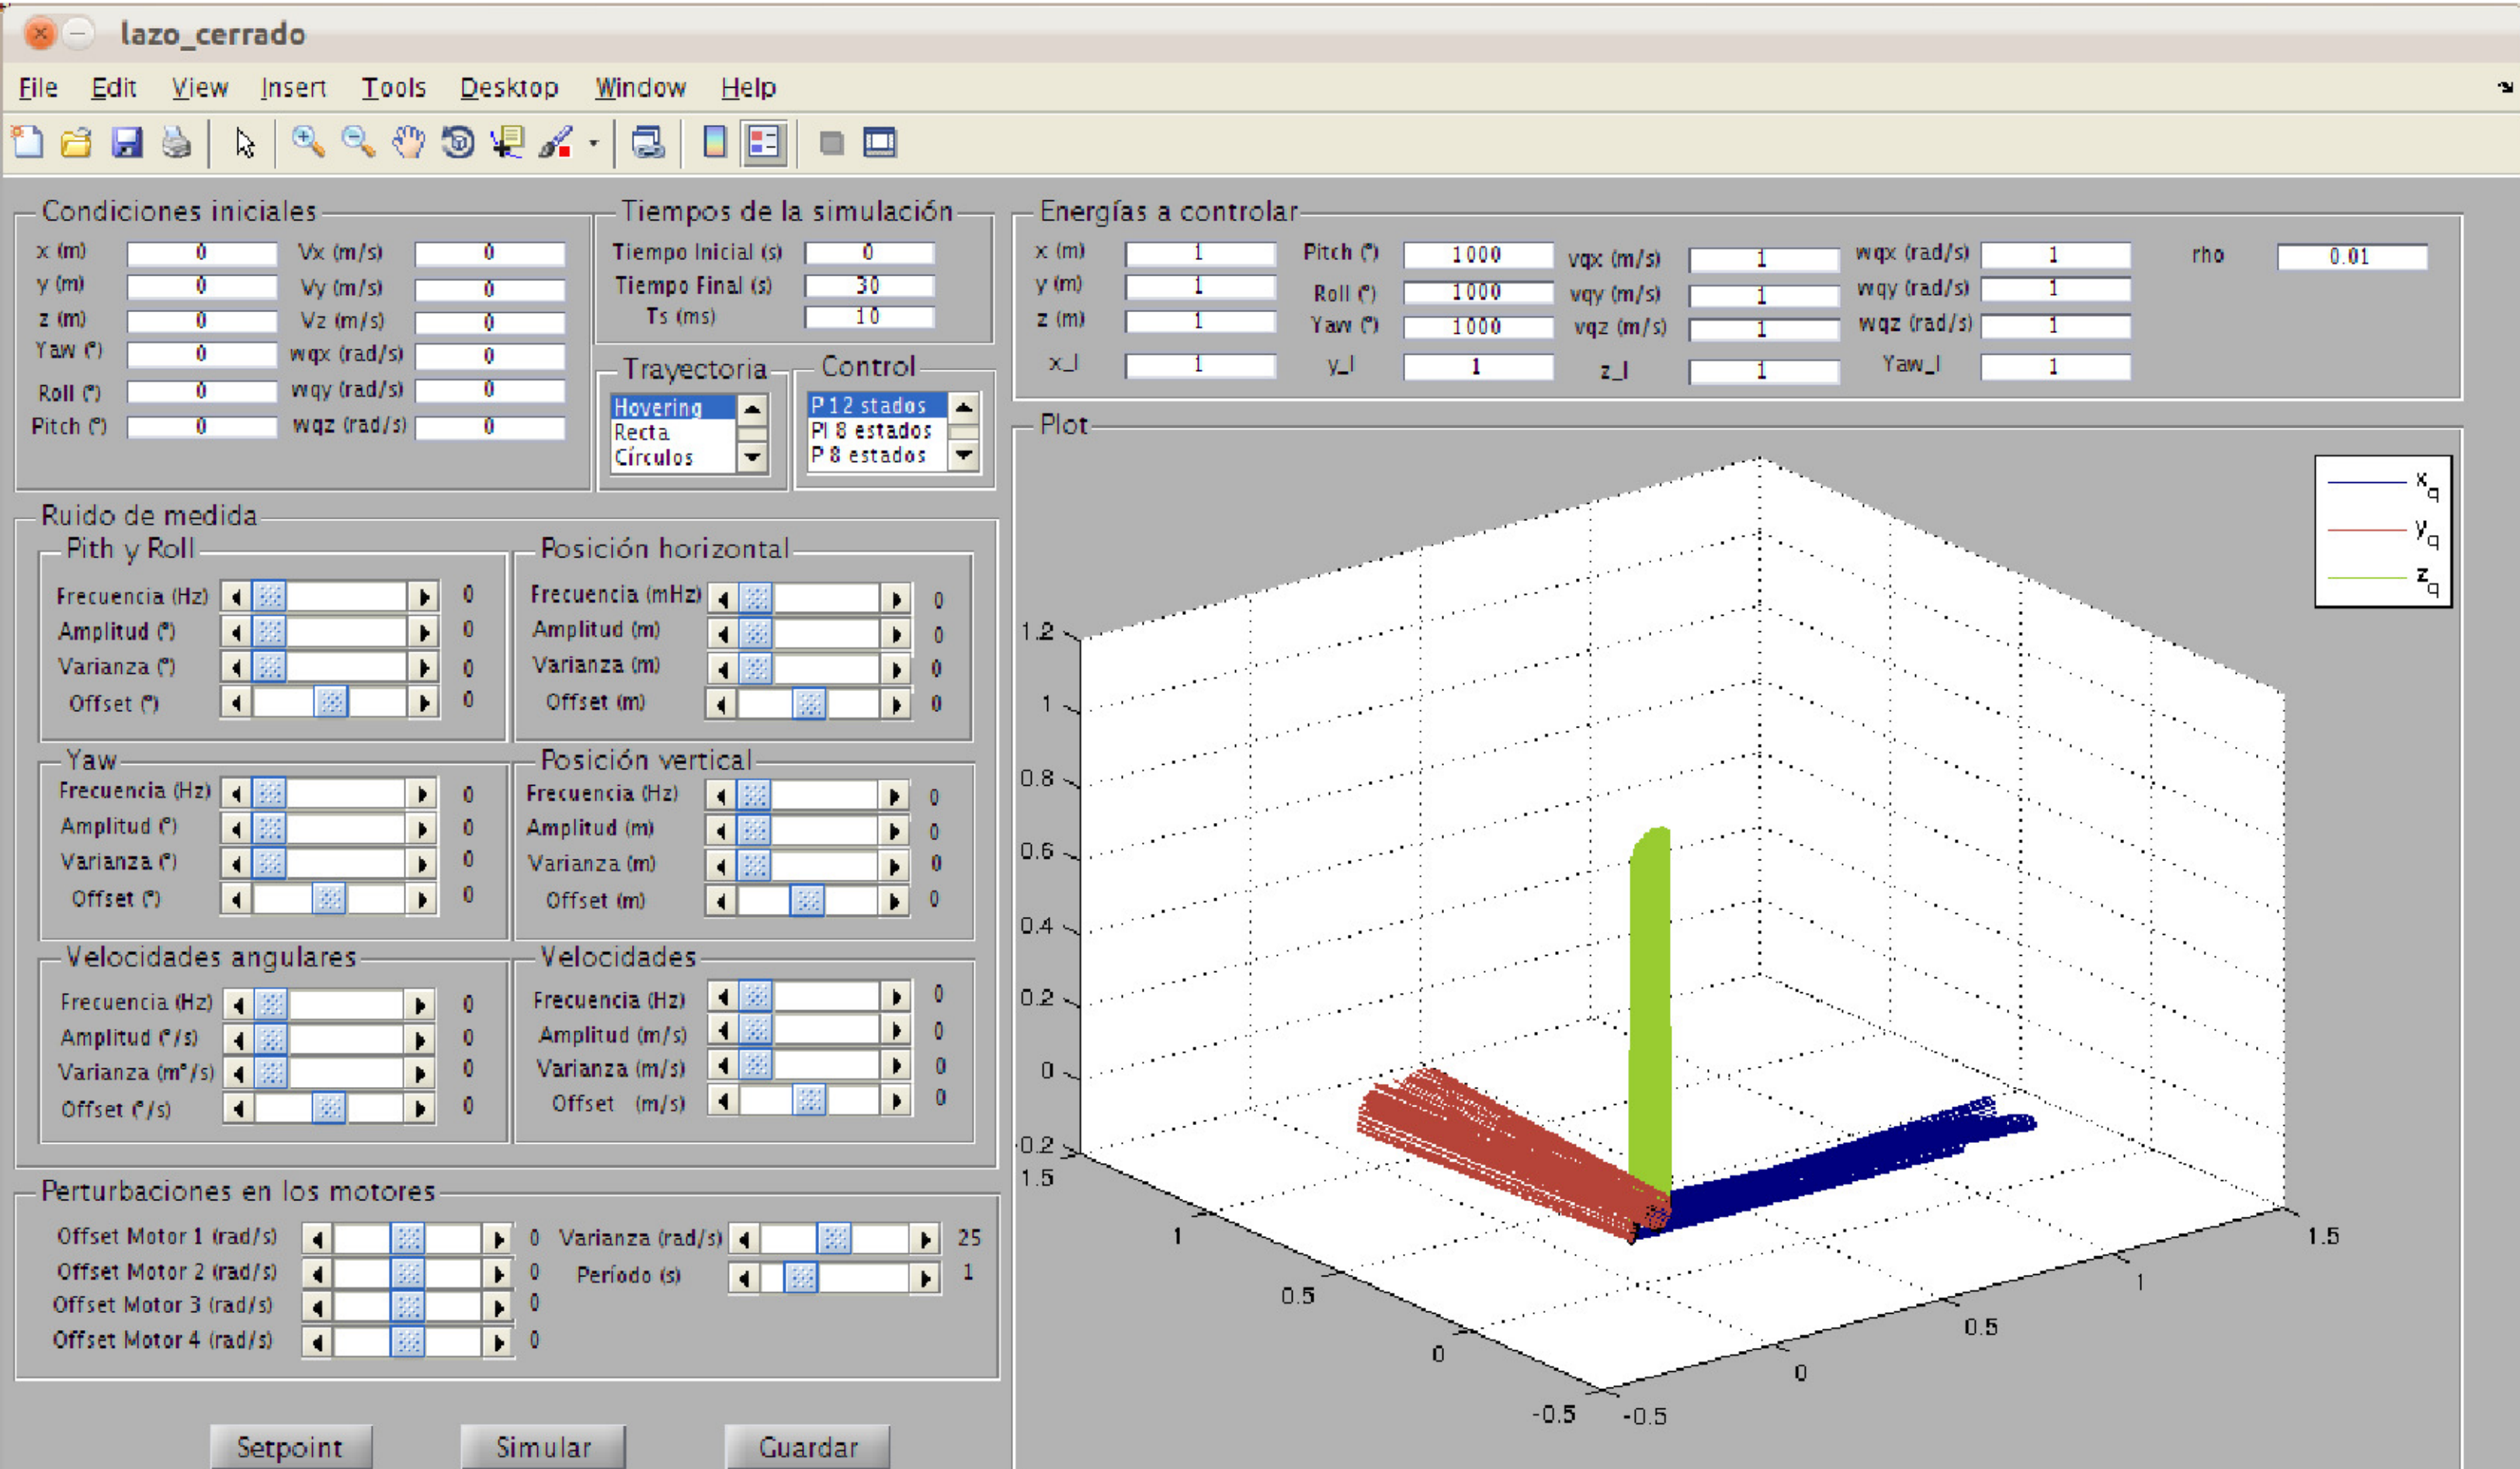 lazo_cerrado
File Edit View Insert Tools Desktop Window Help
Condiciones iniciales
x (m) 0 Vx (m/s) 0
y (m) 0 Vy (m/s) 0
z (m) 0 Vz (m/s) 0
Yaw (°) 0 wqx (rad/s) 0
Roll (°) 0 wqy (rad/s) 0
Pitch (°) 0 wqz (rad/s) 0
Tiempos de la simulación
Tiempo Inicial (s) 0
Tiempo Final (s) 30
Ts (ms) 10
Trayectoria
Hovering
Recta
Círculos
Control
P 12 stados
PI 8 estados
P 8 estados
Energías a controlar
x (m) 1 Pitch (°) 1000 vqx (m/s) 1 wqx (rad/s) 1 rho 0.01
y (m) 1 Roll (°) 1000 vqy (m/s) 1 wqy (rad/s) 1
z (m) 1 Yaw (°) 1000 vqz (m/s) 1 wqz (rad/s) 1
x_I 1 y_I 1 z_I 1 Yaw_I 1
Ruido de medida
Pith y Roll
Frecuencia (Hz) 0
Amplitud (°) 0
Varianza (°) 0
Offset (°) 0
Posición horizontal
Frecuencia (mHz) 0
Amplitud (m) 0
Varianza (m) 0
Offset (m) 0
Yaw
Frecuencia (Hz) 0
Amplitud (°) 0
Varianza (°) 0
Offset (°) 0
Posición vertical
Frecuencia (Hz) 0
Amplitud (m) 0
Varianza (m) 0
Offset (m) 0
Velocidades angulares
Frecuencia (Hz) 0
Amplitud (°/s) 0
Varianza (m°/s) 0
Offset (°/s) 0
Velocidades
Frecuencia (Hz) 0
Amplitud (m/s) 0
Varianza (m/s) 0
Offset (m/s) 0
Perturbaciones en los motores
Offset Motor 1 (rad/s) 0 Varianza (rad/s) 25
Offset Motor 2 (rad/s) 0 Período (s) 1
Offset Motor 3 (rad/s) 0
Offset Motor 4 (rad/s) 0
Setpoint Simular Guardar
Plot
x_q
y_q
z_q
1.2
1
0.8
0.6
0.4
0.2
0
0.2
1.5
1
0.5
0
-0.5
-0.5
0
0.5
1
1.5